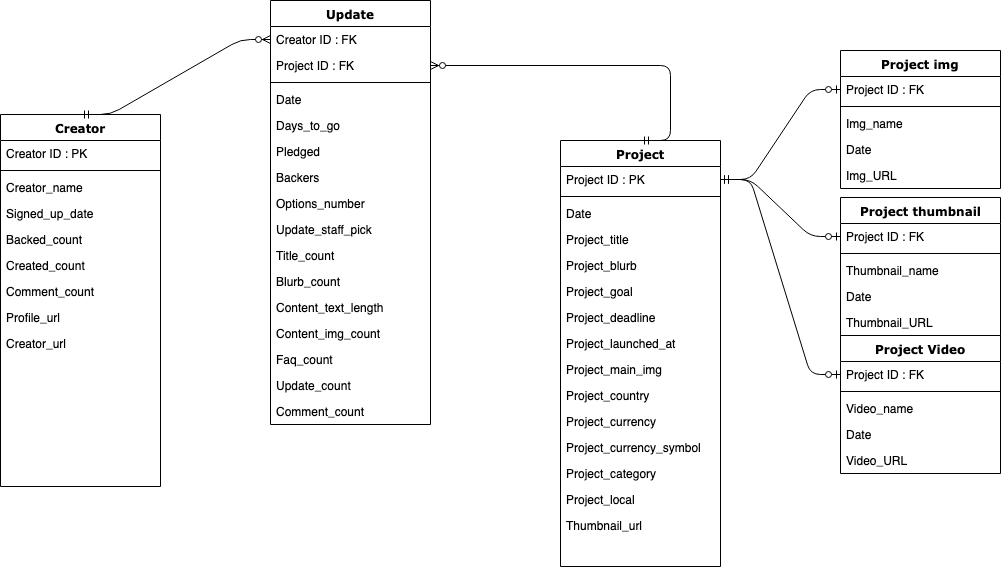 Update
Creator ID : FK
Project ID : FK
Date
Days_to_go
Pledged
Backers
Options_number
Update_staff_pick
Title_count
Blurb_count
Content_text_length
Content_img_count
Faq_count
Update_count
Comment_count
Creator
Creator ID : PK
Creator_name
Signed_up_date
Backed_count
Created_count
Comment_count
Profile_url
Creator_url
Project
Project ID : PK
Date
Project_title
Project_blurb
Project_goal
Project_deadline
Project_launched_at
Project_main_img
Project_country
Project_currency
Project_currency_symbol
Project_category
Project_local
Thumbnail_url
Project img
Project ID : FK
Img_name
Date
Img_URL
Project thumbnail
Project ID : FK
Thumbnail_name
Date
Thumbnail_URL
Project Video
Project ID : FK
Video_name
Date
Video_URL